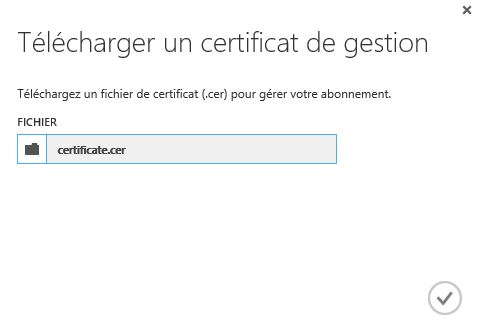 Télécharger un certificat de gestion
Téléchargez un fichier de certificat (.cer) pour gérer votre abonnement.
FICHIER
certificate.cer